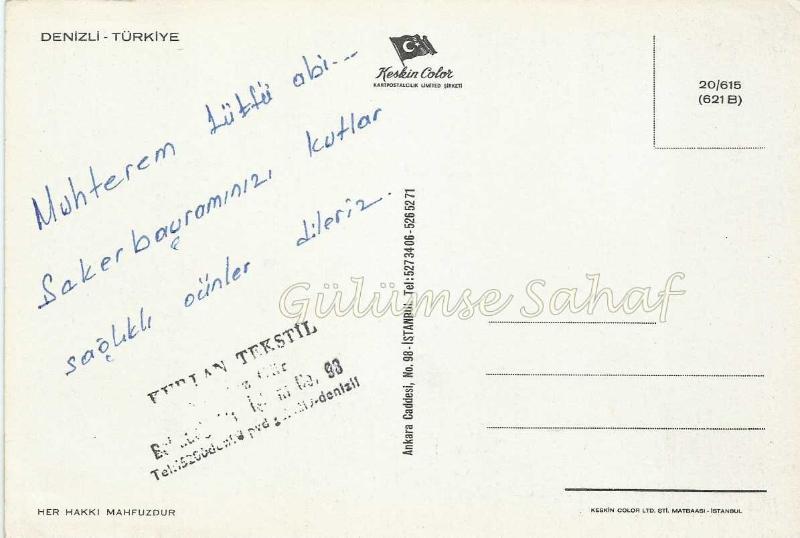 DENİZLİ - TÜRKİYE
Keskin Color
KARTPOSTALCILIK LİMİTED ŞİRKETİ
20/615
(621 B)
Muhterem Lütfü abi...
Şekerbayramınızı kutlar
sağlıklı günler dileriz.
Gülümse Sahaf
TEKSTİL
No. 93
denizli
Ankara Caddesi, No. 98 - İSTANBUL Tel: 527 34 06 - 526 52 71
HER HAKKI MAHFUZDUR
KESKIN COLOR LTD. ŞTİ. MATBAASI - İSTANBUL